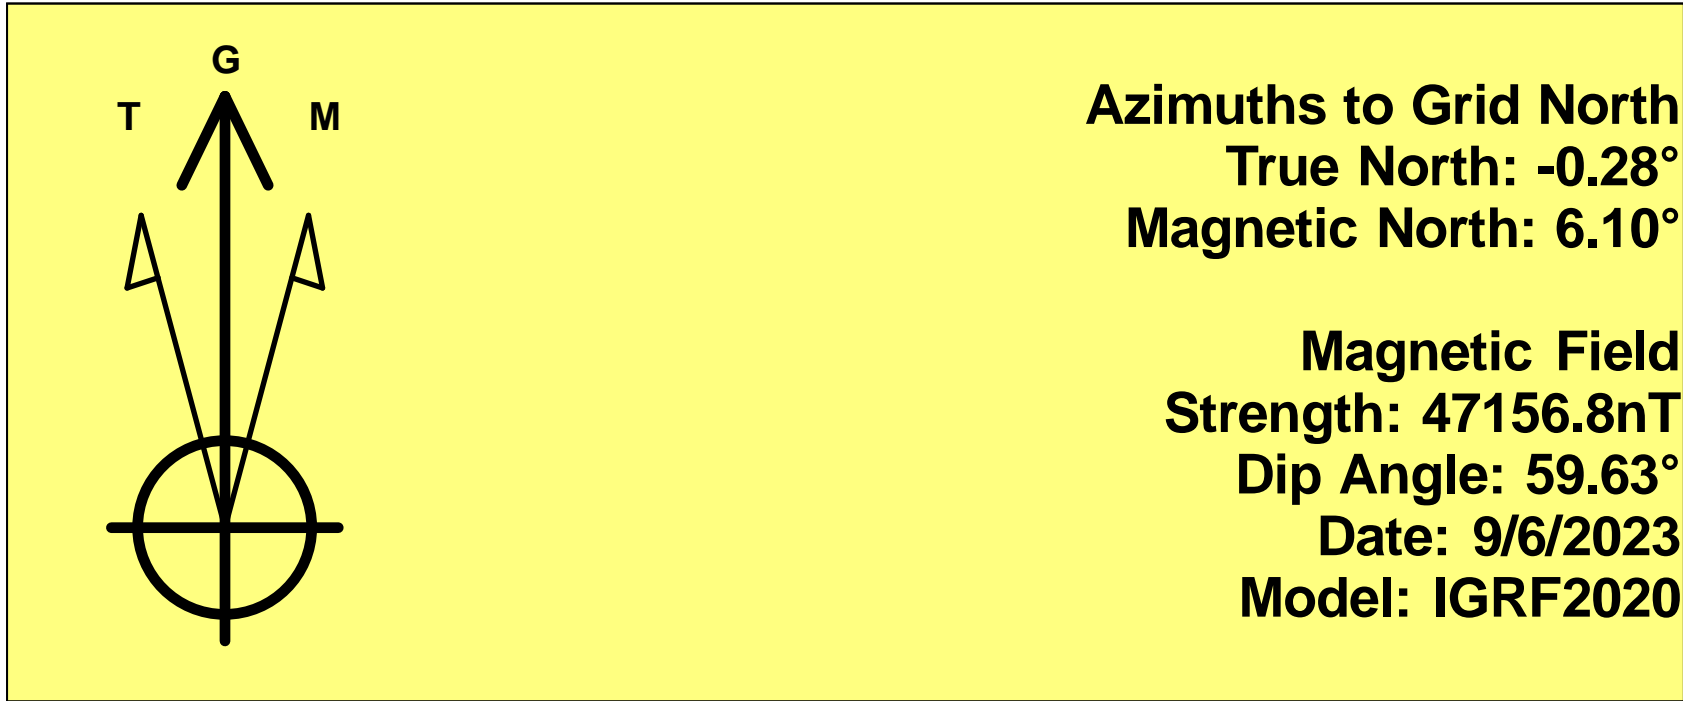 G
T
M
Azimuths to Grid North
True North: -0.28°
Magnetic North: 6.10°
Magnetic Field
Strength: 47156.8nT
Dip Angle: 59.63°
Date: 9/6/2023
Model: IGRF2020